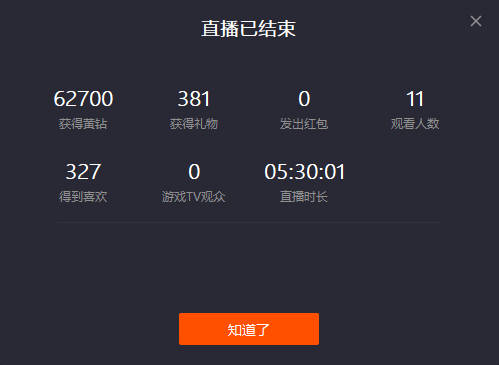 直播已结束
62700 381 0 11
获得黄钻 获得礼物 发出红包 观看人数
327 0 05:30:01
得到喜欢 游戏TV观众 直播时长
知道了